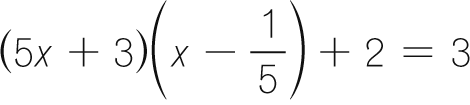 (5x + 3)(x − 1/5) + 2 = 3